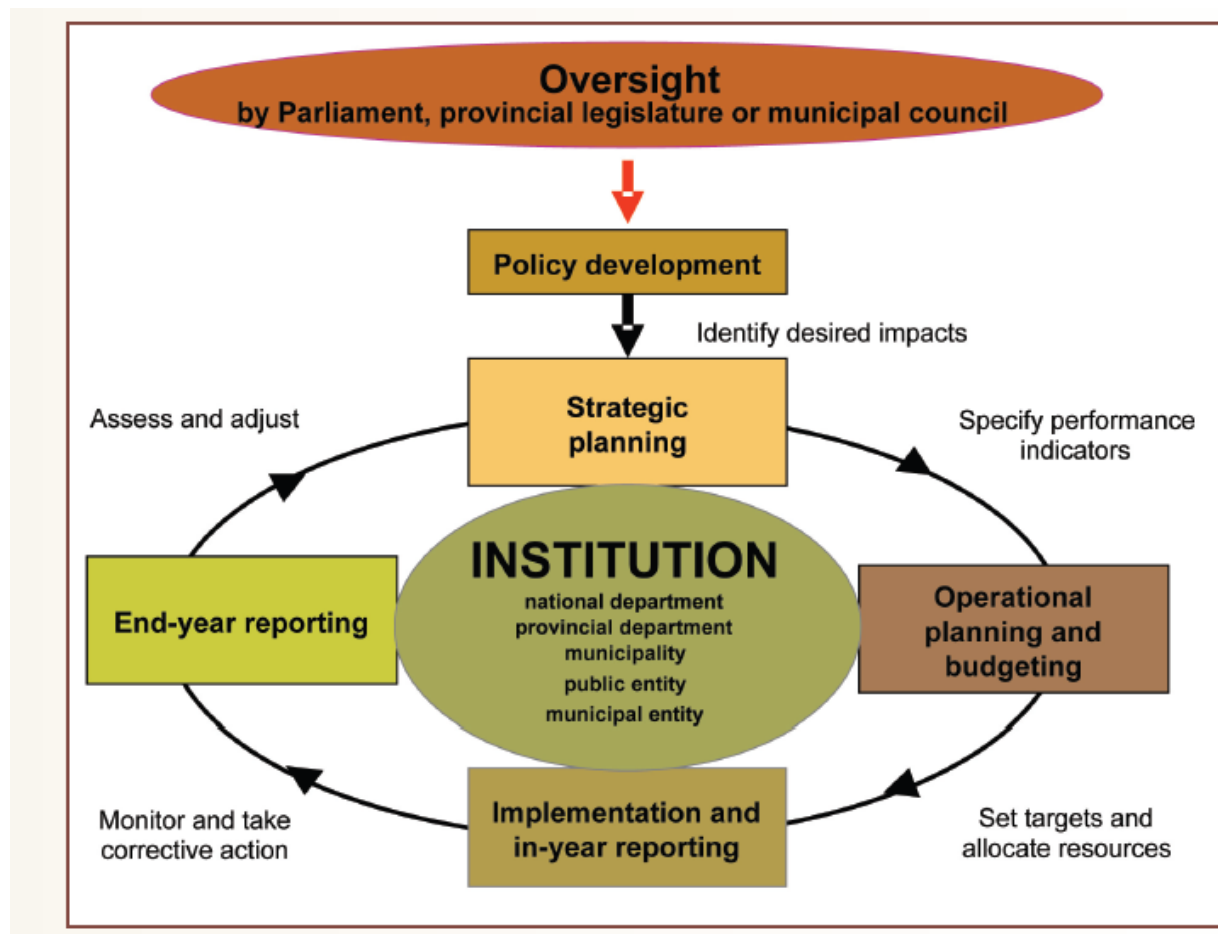 Oversight
by Parliament, provincial legislature or municipal council
Policy development
Identify desired impacts
Strategic
planning
Assess and adjust
Specify performance
indicators
INSTITUTION
national department
provincial department
municipality
public entity
municipal entity
End-year reporting
Operational
planning and
budgeting
Implementation and
in-year reporting
Monitor and take
corrective action
Set targets and
allocate resources